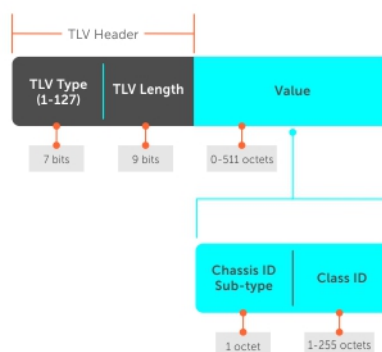 TLV Header
TLV Type
(1-127)
TLV Length
Value
7 bits
9 bits
0-511 octets
Chassis ID
Sub-type
Class ID
1 octet
1-255 octets